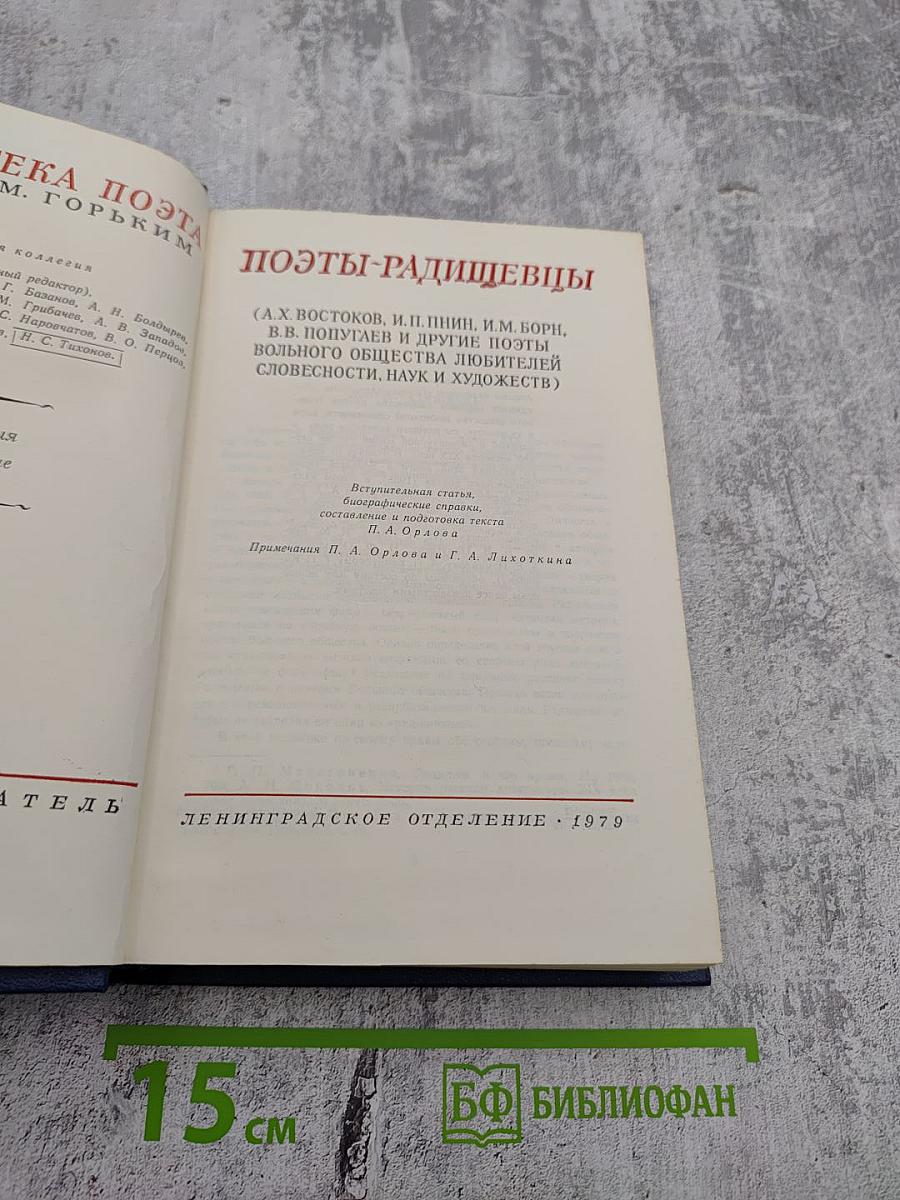 ЕКА ПОЭТА
М. ГОРЬКИМ
я коллегия
ный редактор),
Г. Базанов, А. Н. Болдырев,
М. Грибачев, А. В. Западов,
С. Наровчатов, В. О. Перцов,
в, Н. С. Тихонов.
ия
ие
АТЕЛЬ
ПОЭТЫ-РАДИЩЕВЦЫ
(А.Х. ВОСТОКОВ, И.П. ПНИН, И.М. БОРН,
В.В. ПОПУГАЕВ И ДРУГИЕ ПОЭТЫ
ВОЛЬНОГО ОБЩЕСТВА ЛЮБИТЕЛЕЙ
СЛОВЕСНОСТИ, НАУК И ХУДОЖЕСТВ)
Вступительная статья,
биографические справки,
составление и подготовка текста
П. А. Орлова
Примечания П. А. Орлова и Г. А. Лихоткина
ЛЕНИНГРАДСКОЕ ОТДЕЛЕНИЕ · 1979
15 см
БФ БИБЛИОФАН